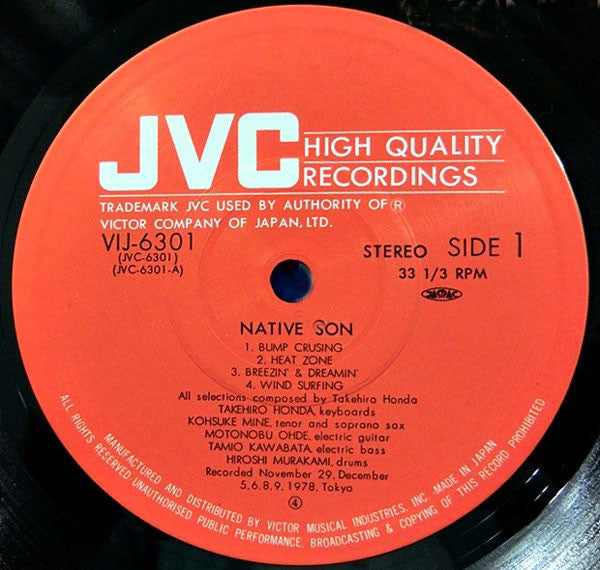 JVC
HIGH QUALITY
RECORDINGS
TRADEMARK JVC USED BY AUTHORITY OF ®
VICTOR COMPANY OF JAPAN, LTD.
VIJ-6301
(JVC-6301)
(JVC-6301-A)
STEREO SIDE 1
33 1/3 RPM
JASRAC
NATIVE SON
1. BUMP CRUSING
2. HEAT ZONE
3. BREEZIN' & DREAMIN'
4. WIND SURFING
All selections composed by Takehiro Honda
TAKEHIRO HONDA, keyboards
KOHSUKE MINE, tenor and soprano sax
MOTONOBU OHDE, electric guitar
TAMIO KAWABATA, electric bass
HIROSHI MURAKAMI, drums
Recorded November 29, December
5,6,8,9, 1978, Tokyo
④
MANUFACTURED AND DISTRIBUTED BY VICTOR MUSICAL INDUSTRIES, INC. MADE IN JAPAN
ALL RIGHTS RESERVED UNAUTHORISED PUBLIC PERFORMANCE, BROADCASTING & COPYING OF THIS RECORD PROHIBITED